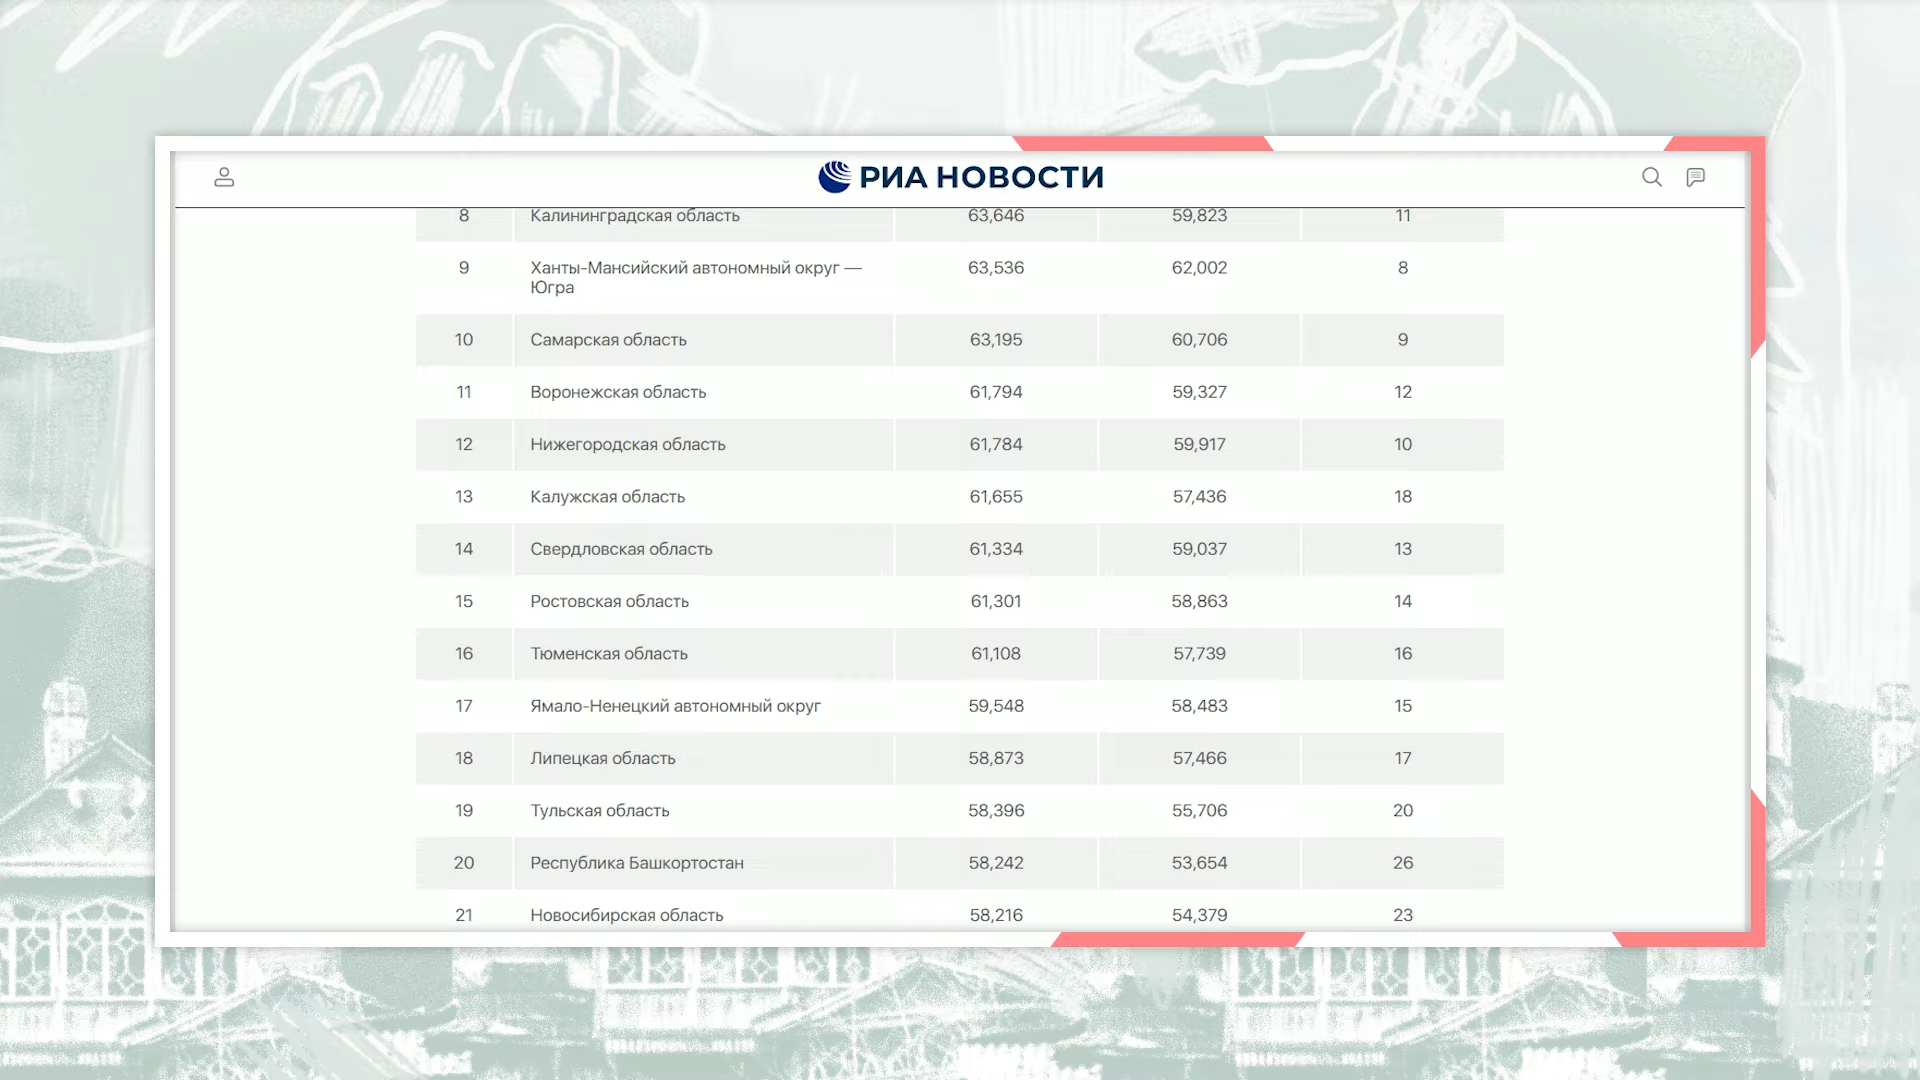 РИА НОВОСТИ
8 Калининградская область 63,646 59,823 11
9 Ханты-Мансийский автономный округ — 63,536 62,002 8
Югра
10 Самарская область 63,195 60,706 9
11 Воронежская область 61,794 59,327 12
12 Нижегородская область 61,784 59,917 10
13 Калужская область 61,655 57,436 18
14 Свердловская область 61,334 59,037 13
15 Ростовская область 61,301 58,863 14
16 Тюменская область 61,108 57,739 16
17 Ямало-Ненецкий автономный округ 59,548 58,483 15
18 Липецкая область 58,873 57,466 17
19 Тульская область 58,396 55,706 20
20 Республика Башкортостан 58,242 53,654 26
21 Новосибирская область 58,216 54,379 23